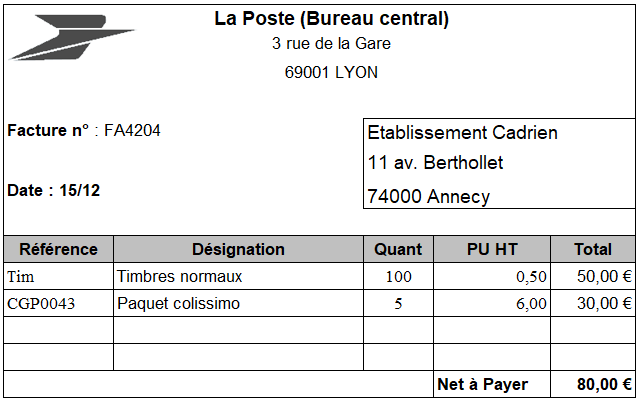 La Poste (Bureau central)
3 rue de la Gare
69001 LYON
Facture n° : FA4204
Etablissement Cadrien
11 av. Berthollet
Date : 15/12
74000 Annecy
Référence Désignation Quant PU HT Total
Tim Timbres normaux 100 0,50 50,00 €
CGP0043 Paquet colissimo 5 6,00 30,00 €
Net à Payer 80,00 €